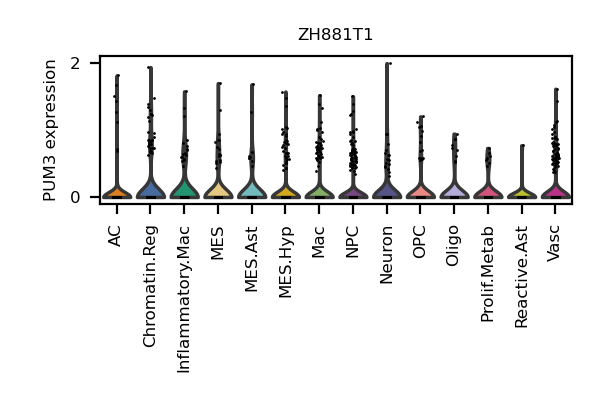 ZH881T1
PUM3 expression
2
0
AC
Chromatin.Reg
Inflammatory.Mac
MES
MES.Ast
MES.Hyp
Mac
NPC
Neuron
OPC
Oligo
Prolif.Metab
Reactive.Ast
Vasc